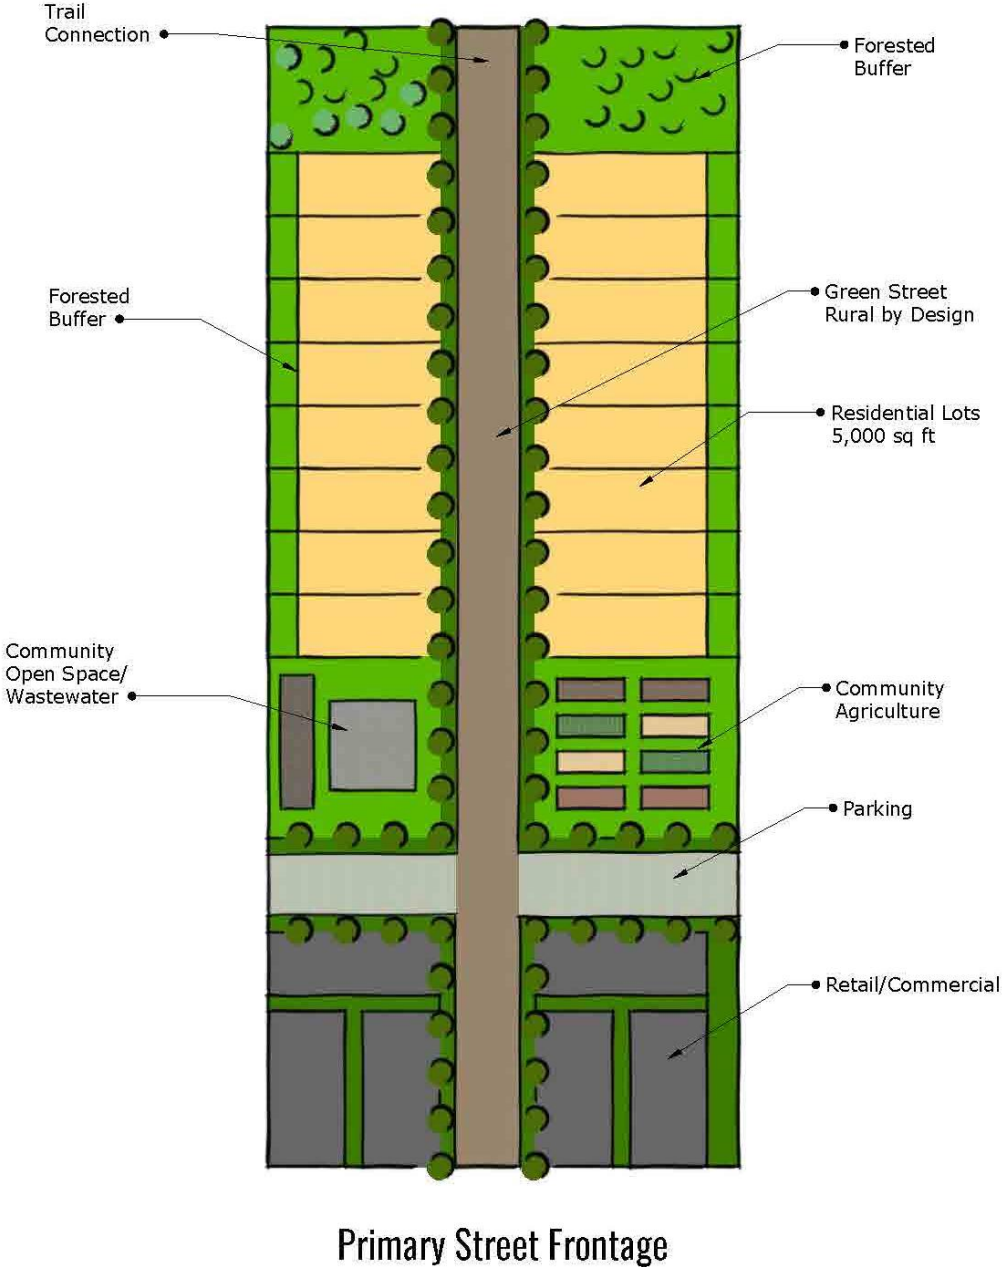 Trail
Connection
Forested
Buffer
Forested
Buffer
Green Street
Rural by Design
Residential Lots
5,000 sq ft
Community
Open Space/
Wastewater
Community
Agriculture
Parking
Retail/Commercial
Primary Street Frontage